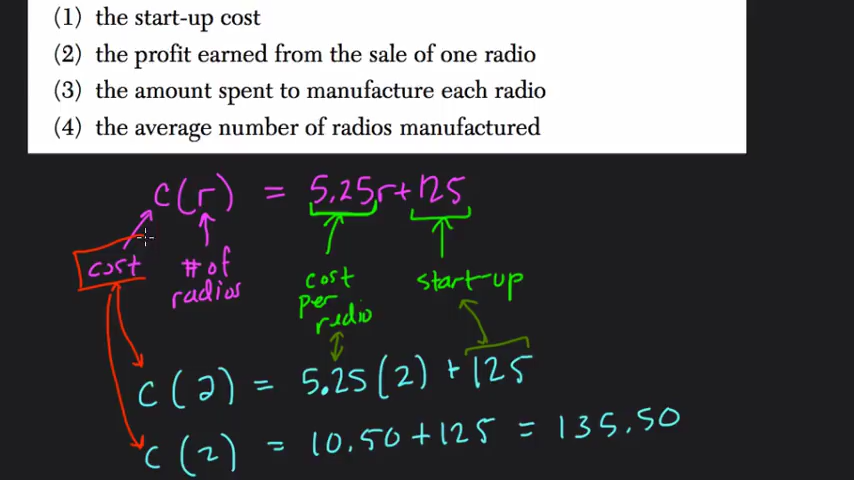 (1) the start-up cost
(2) the profit earned from the sale of one radio
(3) the amount spent to manufacture each radio
(4) the average number of radios manufactured
C(r) = 5.25r+125
cost # of radios cost per radio start-up
C(2) = 5.25(2) + 125
C(2) = 10.50+125 = 135.50